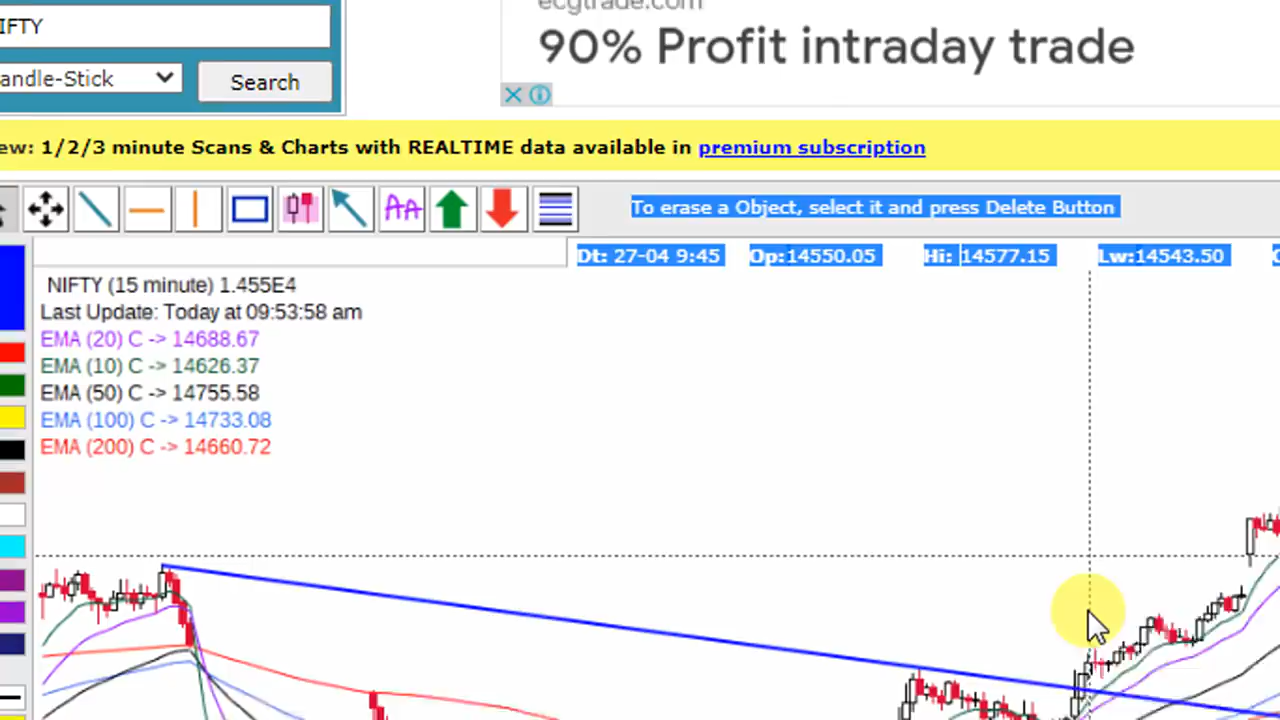 ecgtrade.com
IFTY
90% Profit intraday trade
andle-Stick
Search
ew: 1/2/3 minute Scans & Charts with REALTIME data available in premium subscription
AA
To erase a Object, select it and press Delete Button
Dt: 27-04 9:45 Op:14550.05 Hi: 14577.15 Lw:14543.50
NIFTY (15 minute) 1.455E4
Last Update: Today at 09:53:58 am
EMA (20) C -> 14688.67
EMA (10) C -> 14626.37
EMA (50) C -> 14755.58
EMA (100) C -> 14733.08
EMA (200) C -> 14660.72